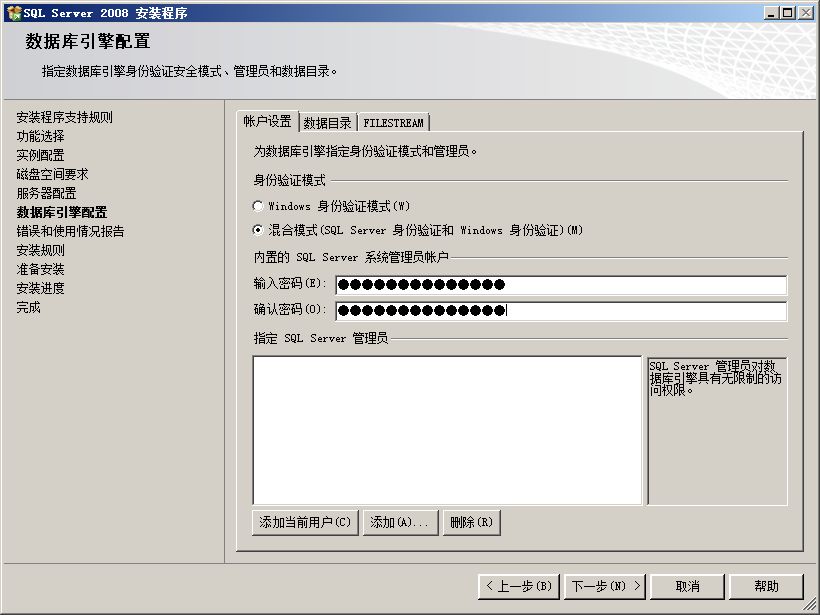 SQL Server 2008 安装程序
数据库引擎配置
指定数据库引擎身份验证安全模式、管理员和数据目录。
安装程序支持规则
功能选择
实例配置
磁盘空间要求
服务器配置
数据库引擎配置
错误和使用情况报告
安装规则
准备安装
安装进度
完成
帐户设置 数据目录 FILESTREAM
为数据库引擎指定身份验证模式和管理员。
身份验证模式
Windows 身份验证模式(W)
混合模式(SQL Server 身份验证和 Windows 身份验证)(M)
内置的 SQL Server 系统管理员帐户
输入密码(E): ●●●●●●●●●●●●●●
确认密码(O): ●●●●●●●●●●●●●●
指定 SQL Server 管理员
SQL Server 管理员对数
据库引擎具有无限制的访
问权限。
添加当前用户(C) 添加(A)... 删除(R)
< 上一步(B) 下一步(N) > 取消 帮助